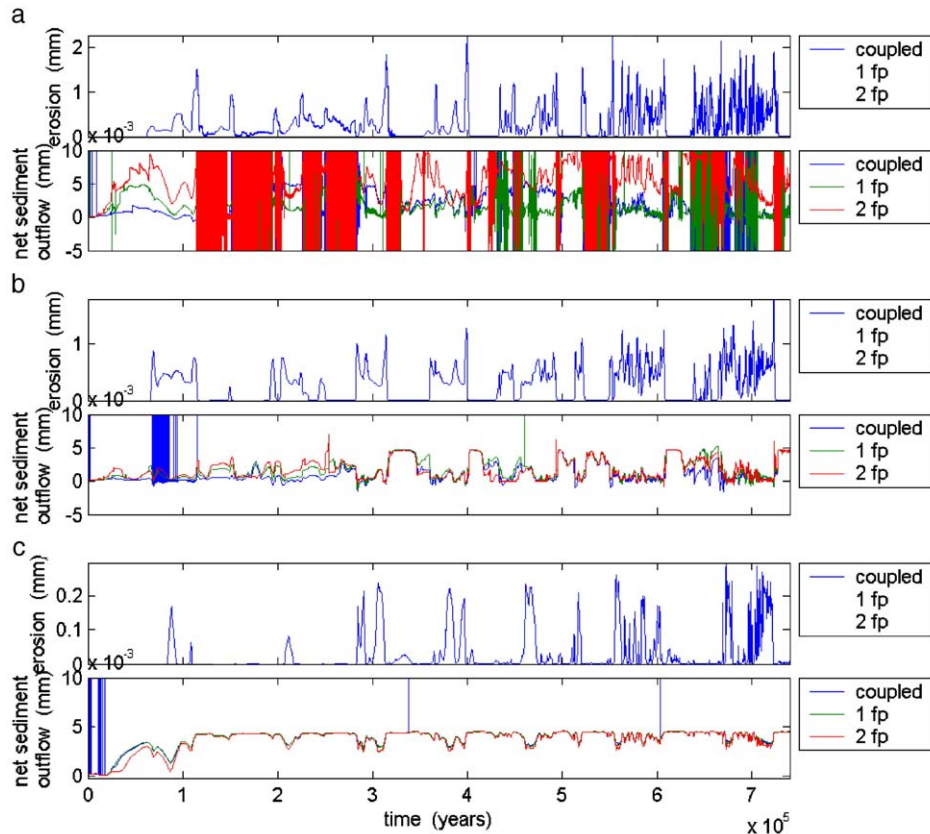 a
erosion (mm)
2
1
0
x 10-3
coupled
1 fp
2 fp
net sediment
outflow (mm)
10
5
0
-5
coupled
1 fp
2 fp
b
erosion (mm)
1
0
x 10-3
coupled
1 fp
2 fp
net sediment
outflow (mm)
10
5
0
-5
coupled
1 fp
2 fp
c
erosion (mm)
0.2
0.1
0
x 10-3
coupled
1 fp
2 fp
net sediment
outflow (mm)
10
5
0
coupled
1 fp
2 fp
0 1 2 3 4 5 6 7
time (years)
x 10^5